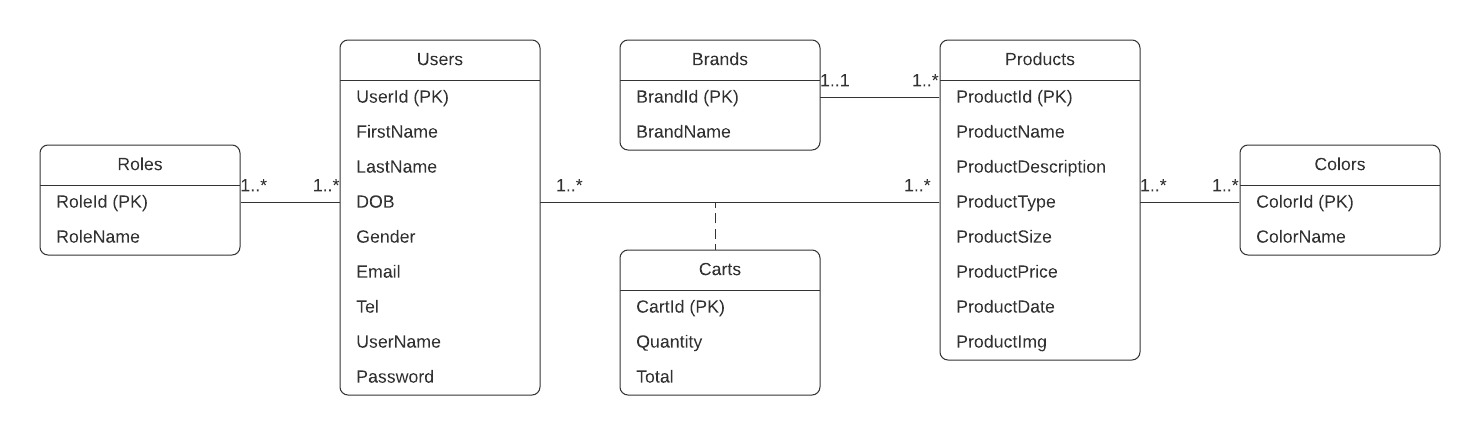 Roles
RoleId (PK)
RoleName
1..*
1..*
Users
UserId (PK)
FirstName
LastName
DOB
Gender
Email
Tel
UserName
Password
1..*
1..*
Brands
BrandId (PK)
BrandName
1..1
1..*
Carts
CartId (PK)
Quantity
Total
Products
ProductId (PK)
ProductName
ProductDescription
ProductType
ProductSize
ProductPrice
ProductDate
ProductImg
1..*
1..*
Colors
ColorId (PK)
ColorName